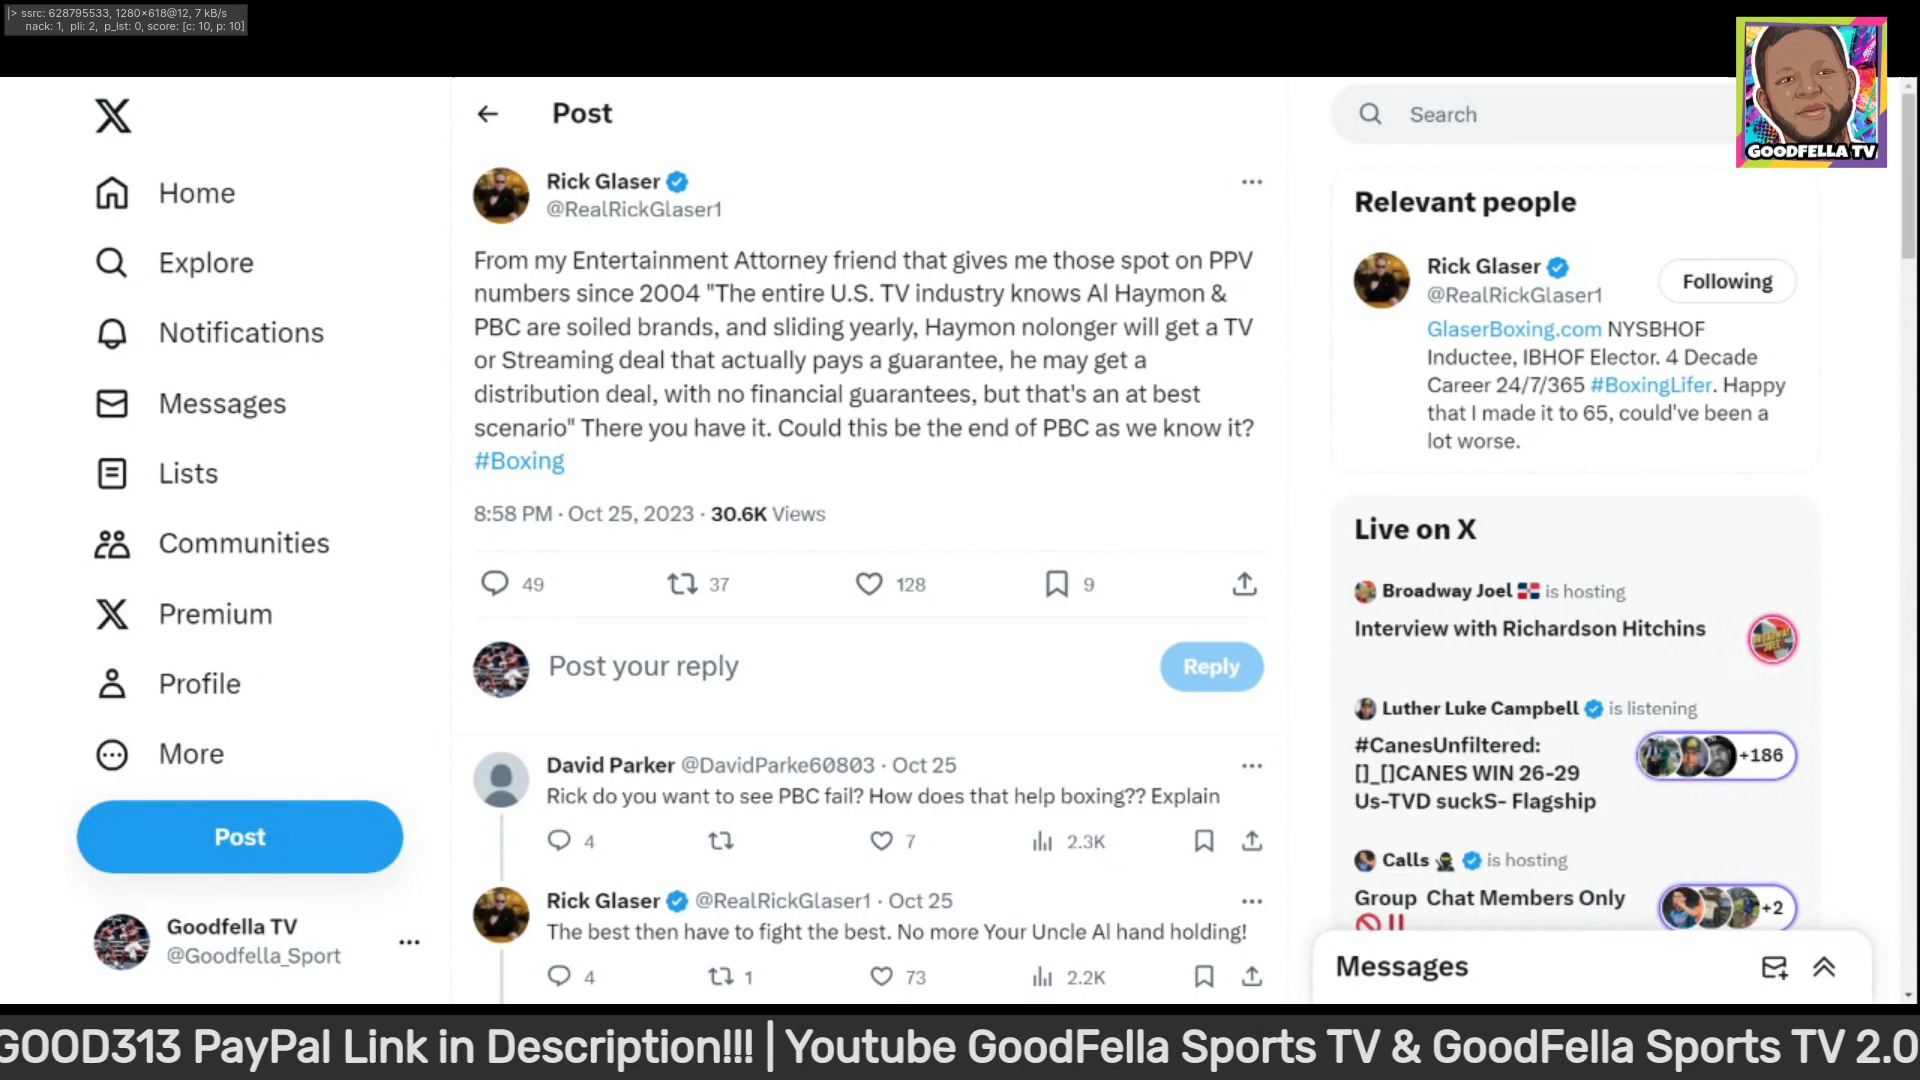 |> ssrc: 628795533, 1280×618@12, 7 kB/s
nack: 1, pli: 2, p_lst: 0, score: [c: 10, p: 10]
GOODFELLA TV
Home
Explore
Notifications
Messages
Lists
Communities
Premium
Profile
More
Post
Goodfella TV
@Goodfella_Sport
Post
Rick Glaser
@RealRickGlaser1
From my Entertainment Attorney friend that gives me those spot on PPV
numbers since 2004 "The entire U.S. TV industry knows Al Haymon &
PBC are soiled brands, and sliding yearly, Haymon nolonger will get a TV
or Streaming deal that actually pays a guarantee, he may get a
distribution deal, with no financial guarantees, but that's an at best
scenario" There you have it. Could this be the end of PBC as we know it?
#Boxing
8:58 PM · Oct 25, 2023 · 30.6K Views
49 37 128 9
Post your reply
Reply
David Parker @DavidParke60803 · Oct 25
Rick do you want to see PBC fail? How does that help boxing?? Explain
4 7 2.3K
Rick Glaser @RealRickGlaser1 · Oct 25
The best then have to fight the best. No more Your Uncle Al hand holding!
4 1 73 2.2K
Search
Relevant people
Rick Glaser
@RealRickGlaser1
Following
GlaserBoxing.com NYSBHOF
Inductee, IBHOF Elector. 4 Decade
Career 24/7/365 #BoxingLifer. Happy
that I made it to 65, could've been a
lot worse.
Live on X
Broadway Joel is hosting
Interview with Richardson Hitchins
Luther Luke Campbell is listening
#CanesUnfiltered:
[]_[]CANES WIN 26-29
Us-TVD suckS- Flagship
+186
Calls is hosting
Group Chat Members Only
+2
Messages
GOOD313 PayPal Link in Description!!! | Youtube GoodFella Sports TV & GoodFella Sports TV 2.0